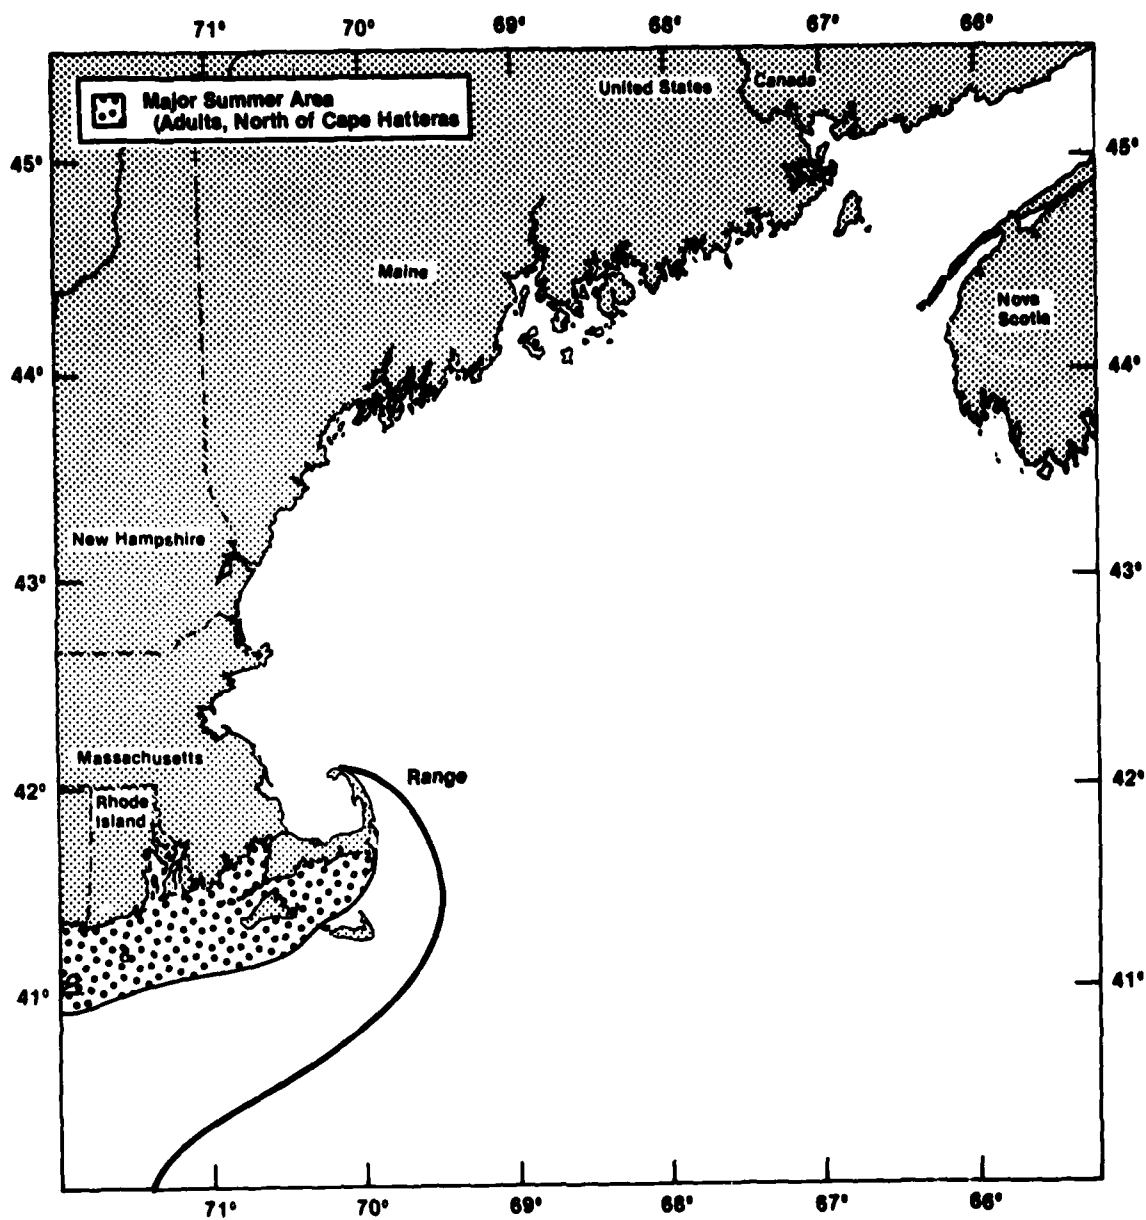 71° 70° 69° 68° 67° 66°
Major Summer Area
(Adults, North of Cape Hatteras
United States
Canada
45° 45°
Maine
Nova
Scotia
44° 44°
New Hampshire
43° 43°
Massachusetts
Range
42° 42°
Rhode
Island
41° 41°
71° 70° 69° 68° 67° 66°